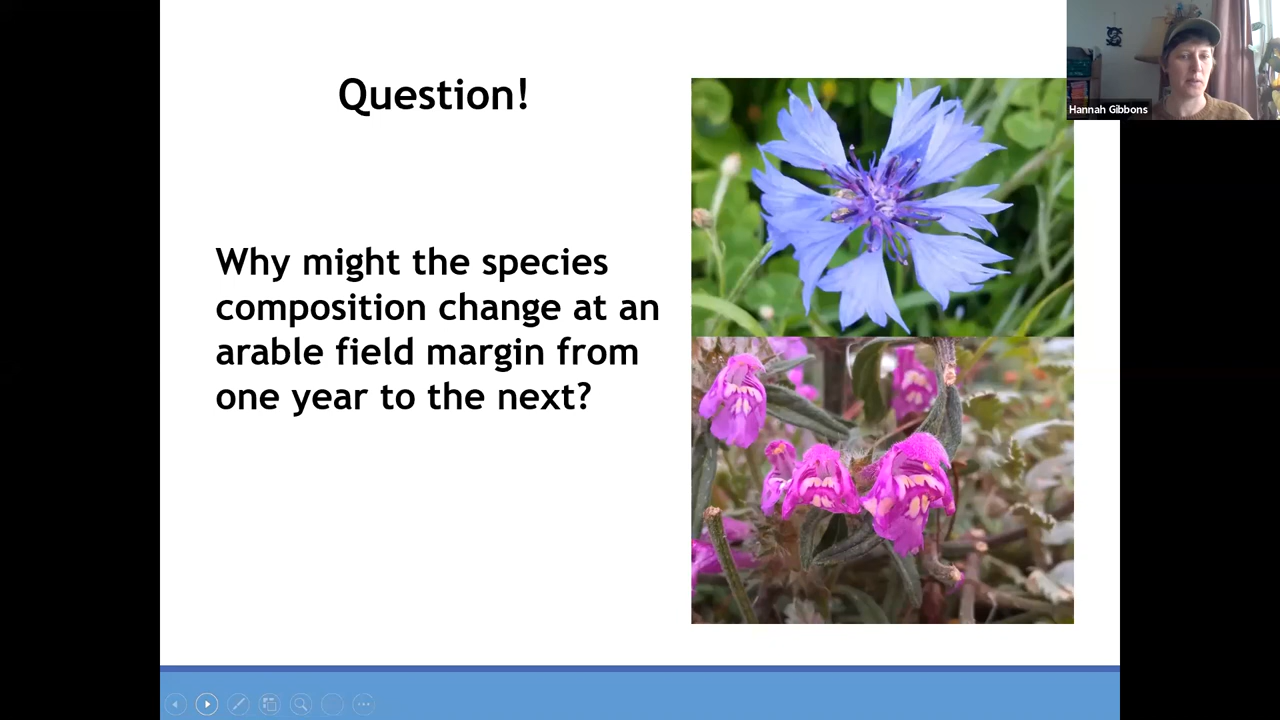 Question!
Why might the species
composition change at an
arable field margin from
one year to the next?
Hannah Gibbons